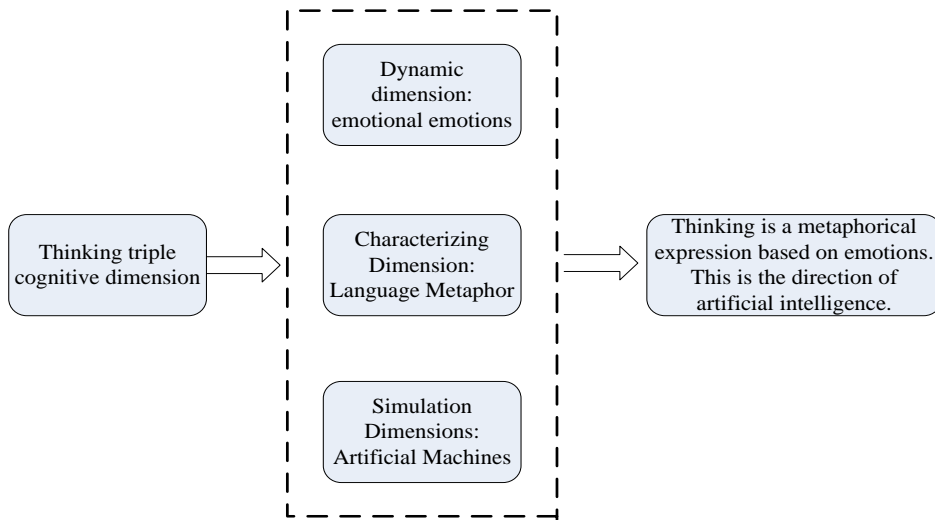 Thinking triple
cognitive dimension
Dynamic
dimension:
emotional emotions
Characterizing
Dimension:
Language Metaphor
Simulation
Dimensions:
Artificial Machines
Thinking is a metaphorical
expression based on emotions.
This is the direction of
artificial intelligence.